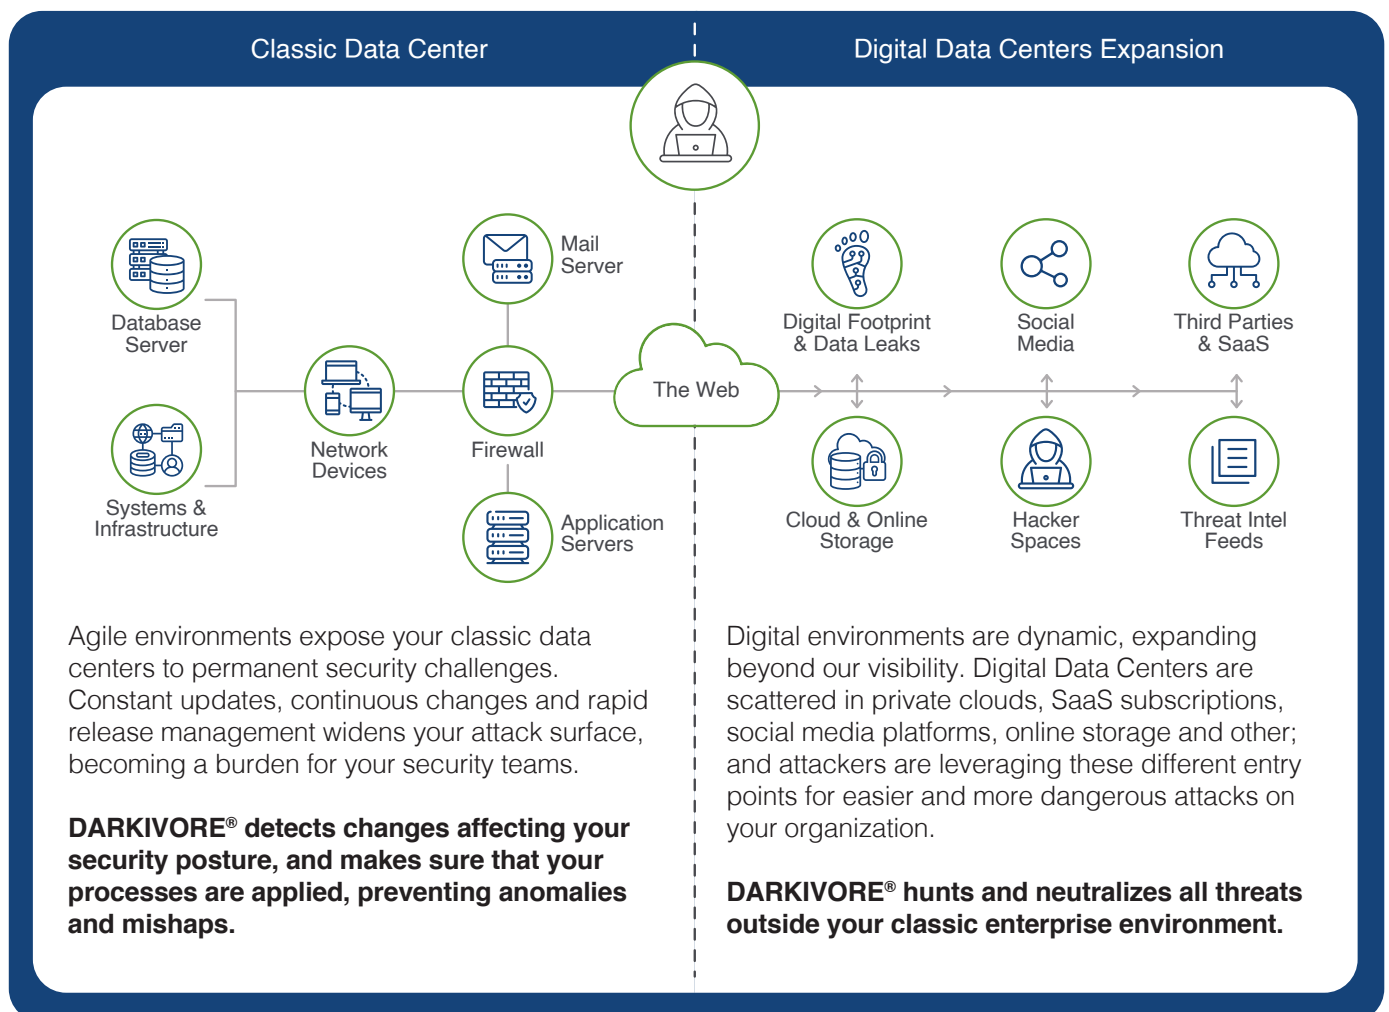 Classic Data Center
Digital Data Centers Expansion
Database
Server
Systems &
Infrastructure
Network
Devices
Mail
Server
Firewall
Application
Servers
The Web
Digital Footprint
& Data Leaks
Social
Media
Third Parties
& SaaS
Cloud & Online
Storage
Hacker
Spaces
Threat Intel
Feeds
Agile environments expose your classic data
centers to permanent security challenges.
Constant updates, continuous changes and rapid
release management widens your attack surface,
becoming a burden for your security teams.
DARKIVORE® detects changes affecting your
security posture, and makes sure that your
processes are applied, preventing anomalies
and mishaps.
Digital environments are dynamic, expanding
beyond our visibility. Digital Data Centers are
scattered in private clouds, SaaS subscriptions,
social media platforms, online storage and other;
and attackers are leveraging these different entry
points for easier and more dangerous attacks on
your organization.
DARKIVORE® hunts and neutralizes all threats
outside your classic enterprise environment.